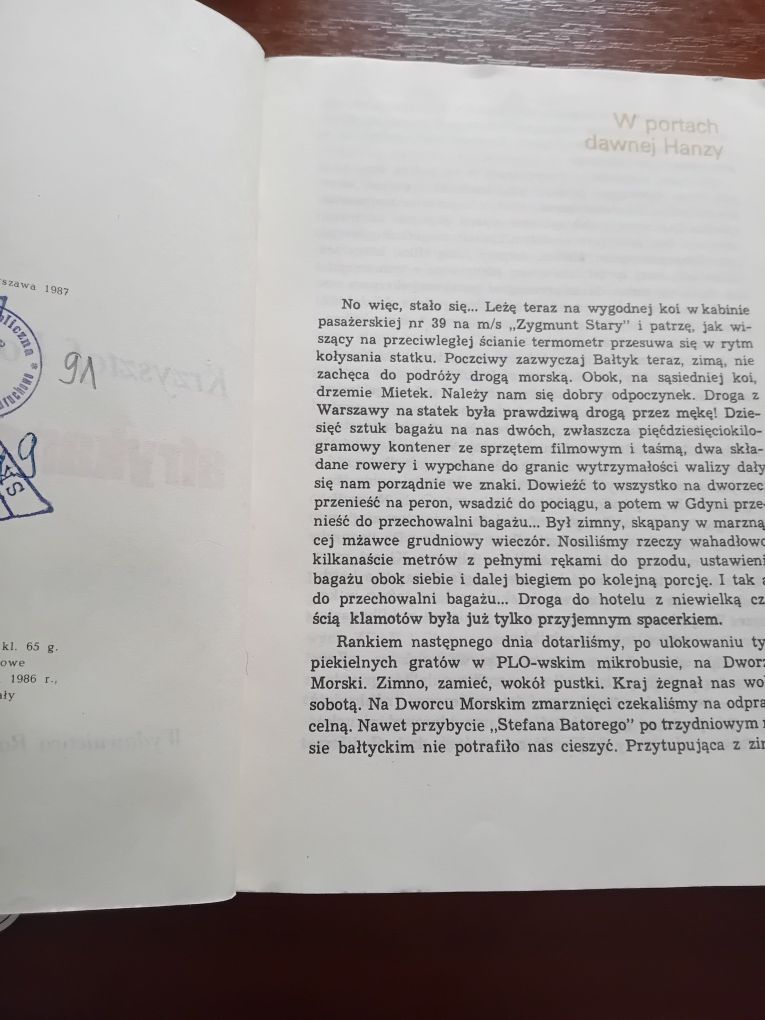 W portach
dawnej Hanzy
1987
91
bliczna
9
kl. 65 g.
owe
1986 r.,
ały
No więc, stało się... Leżę teraz na wygodnej koi w kabinie
pasażerskiej nr 39 na m/s „Zygmunt Stary” i patrzę, jak wi-
szący na przeciwległej ścianie termometr przesuwa się w rytm
kołysania statku. Poczciwy zazwyczaj Bałtyk teraz, zimą, nie
zachęca do podróży drogą morską. Obok, na sąsiedniej koi,
drzemie Mietek. Należy nam się dobry odpoczynek. Droga z
Warszawy na statek była prawdziwą drogą przez mękę! Dzie-
sięć sztuk bagażu na nas dwóch, zwłaszcza pięćdziesięciokilo-
gramowy kontener ze sprzętem filmowym i taśmą, dwa skła-
dane rowery i wypchane do granic wytrzymałości walizy dały
się nam porządnie we znaki. Dowieźć to wszystko na dworzec
przenieść na peron, wsadzić do pociągu, a potem w Gdyni prze-
nieść do przechowalni bagażu... Był zimny, skąpany w marzną
cej mżawce grudniowy wieczór. Nosiliśmy rzeczy wahadłowo
kilkanaście metrów z pełnymi rękami do przodu, ustawieni
bagażu obok siebie i dalej biegiem po kolejną porcję. I tak a
do przechowalni bagażu... Droga do hotelu z niewielką cz
ścią klamotów była już tylko przyjemnym spacerkiem.
Rankiem następnego dnia dotarliśmy, po ulokowaniu ty
piekielnych gratów w PLO-wskim mikrobusie, na Dworz
Morski. Zimno, zamieć, wokół pustki. Kraj żegnał nas wo
sobotą. Na Dworcu Morskim zmarznięci czekaliśmy na odpra
celną. Nawet przybycie „Stefana Batorego” po trzydniowym r
sie bałtyckim nie potrafiło nas cieszyć. Przytupująca z zi